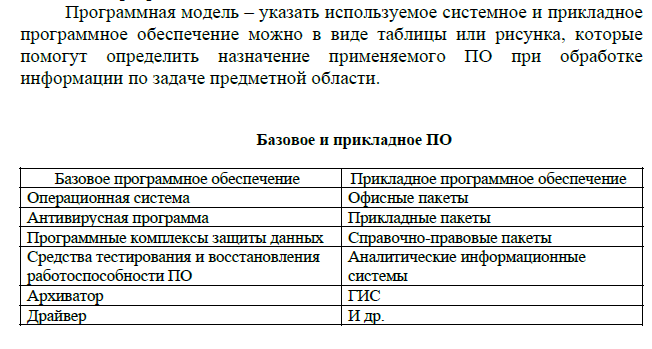 Программная модель – указать используемое системное и прикладное
программное обеспечение можно в виде таблицы или рисунка, которые
помогут определить назначение применяемого ПО при обработке
информации по задаче предметной области.
Базовое и прикладное ПО
Базовое программное обеспечение Прикладное программное обеспечение
Операционная система Офисные пакеты
Антивирусная программа Прикладные пакеты
Программные комплексы защиты данных Справочно-правовые пакеты
Средства тестирования и восстановления Аналитические информационные
работоспособности ПО системы
Архиватор ГИС
Драйвер И др.